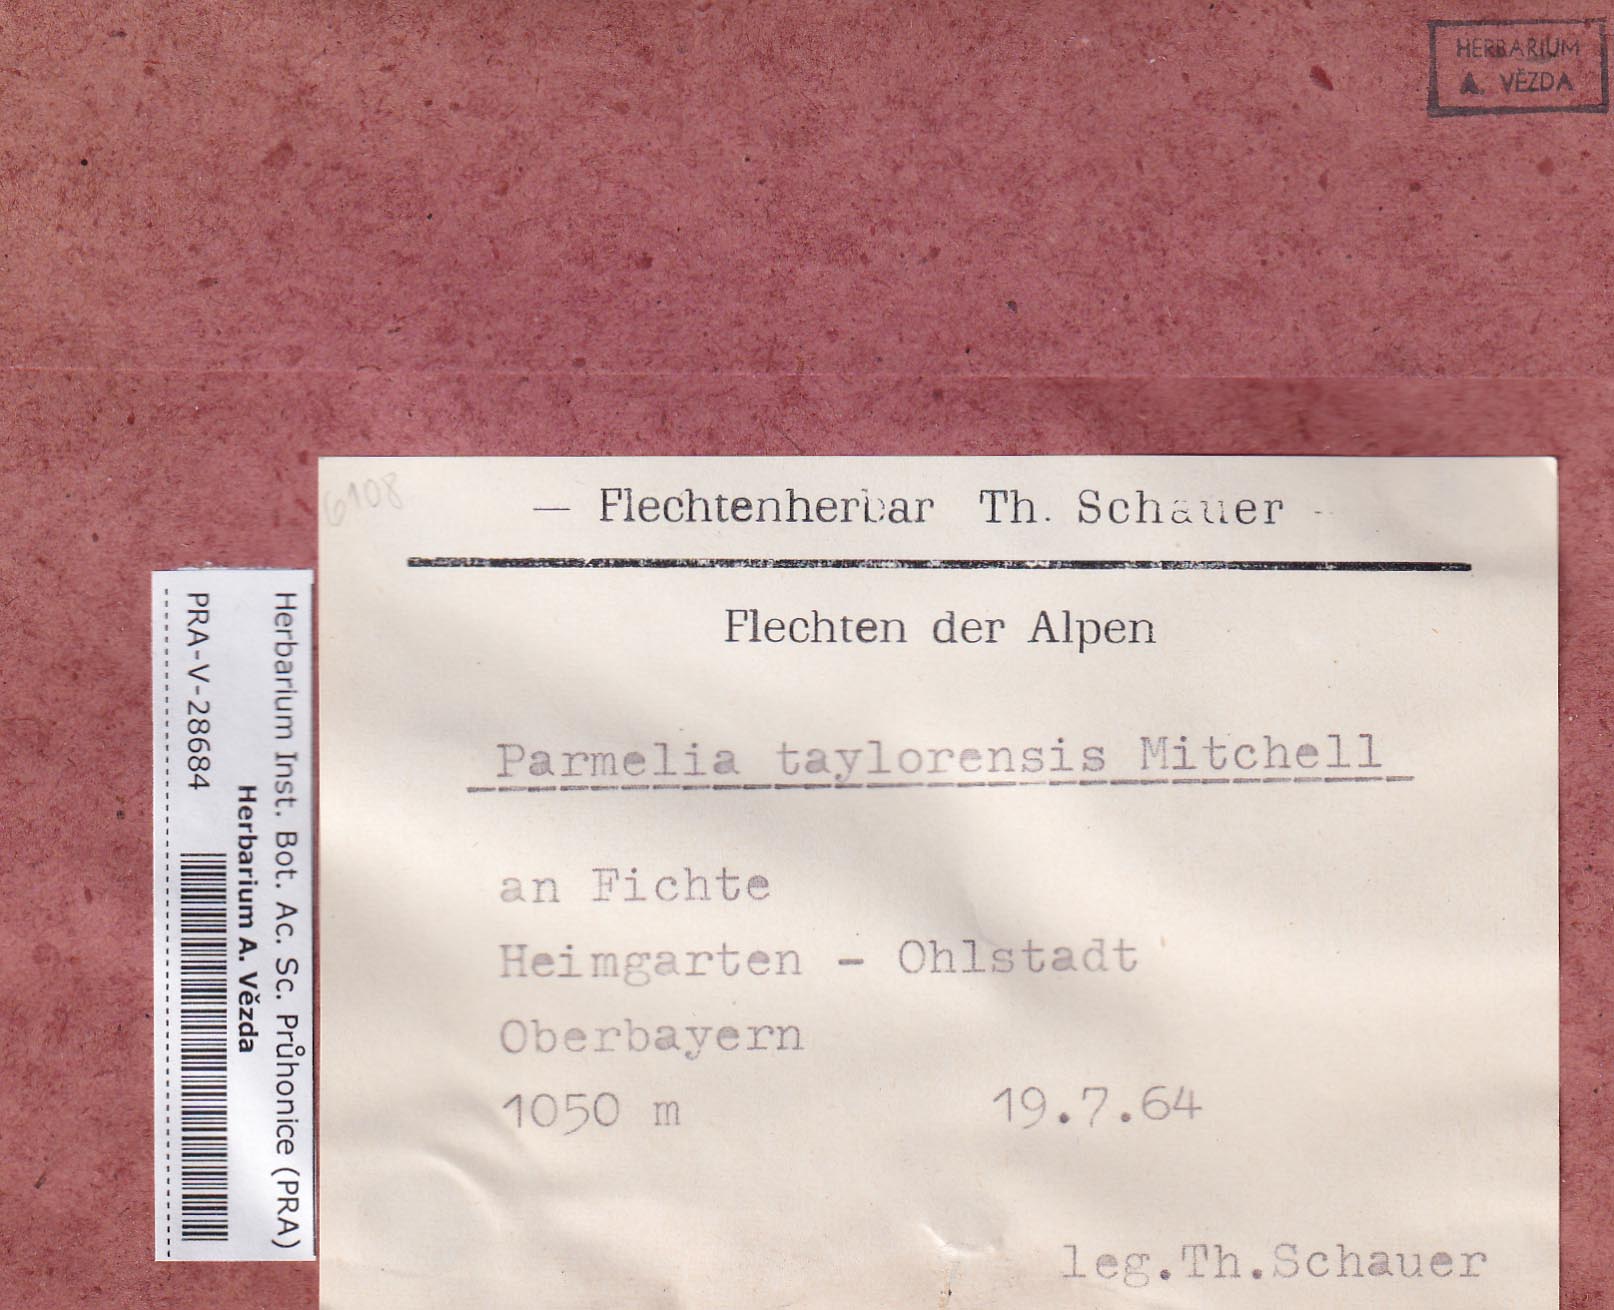 HERBARIUM
A. VĚZDA
6108
— Flechtenherbar Th. Schauer -
Flechten der Alpen
Parmelia taylorensis Mitchell
an Fichte
Heimgarten - Ohlstadt
Oberbayern
1050 m 19.7.64
leg.Th.Schauer
Herbarium Inst. Bot. Ac. Sc. Průhonice (PRA)
Herbarium A. Vězda
PRA-V-28684